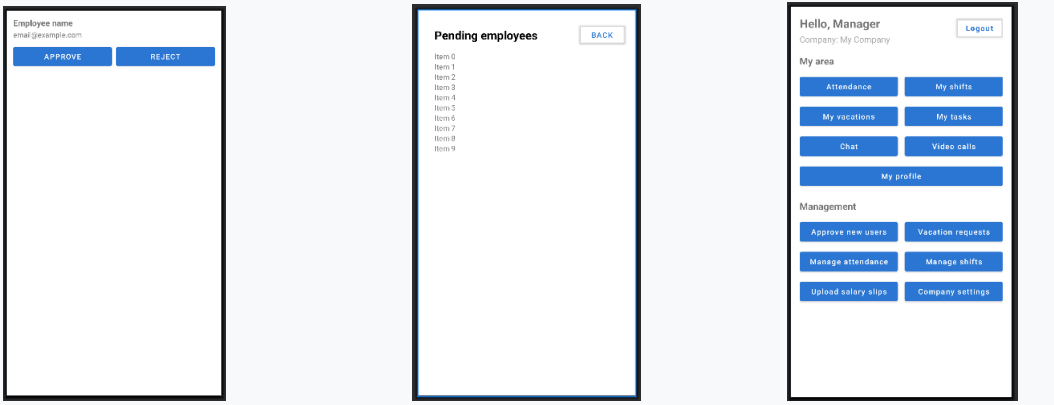 Employee name
email@example.com
APPROVE REJECT
Pending employees BACK
Item 0
Item 1
Item 2
Item 3
Item 4
Item 5
Item 6
Item 7
Item 8
Item 9
Hello, Manager Logout
Company: My Company
My area
Attendance My shifts
My vacations My tasks
Chat Video calls
My profile
Management
Approve new users Vacation requests
Manage attendance Manage shifts
Upload salary slips Company settings